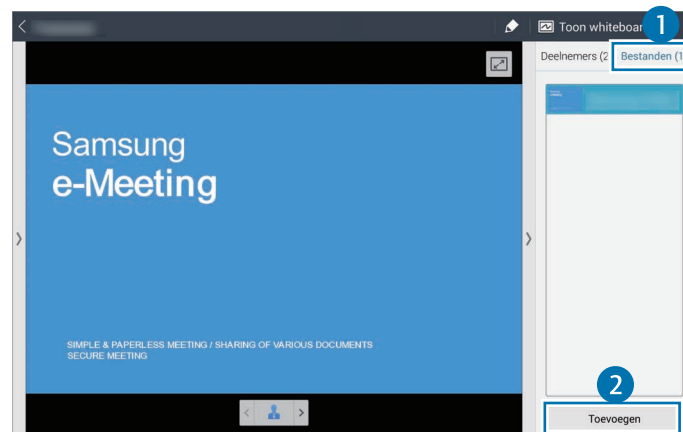 Toon whiteboar
1
Deelnemers (2
Bestanden (1
Samsung
e-Meeting
SIMPLE & PAPERLESS MEETING / SHARING OF VARIOUS DOCUMENTS
SECURE MEETING
2
Toevoegen